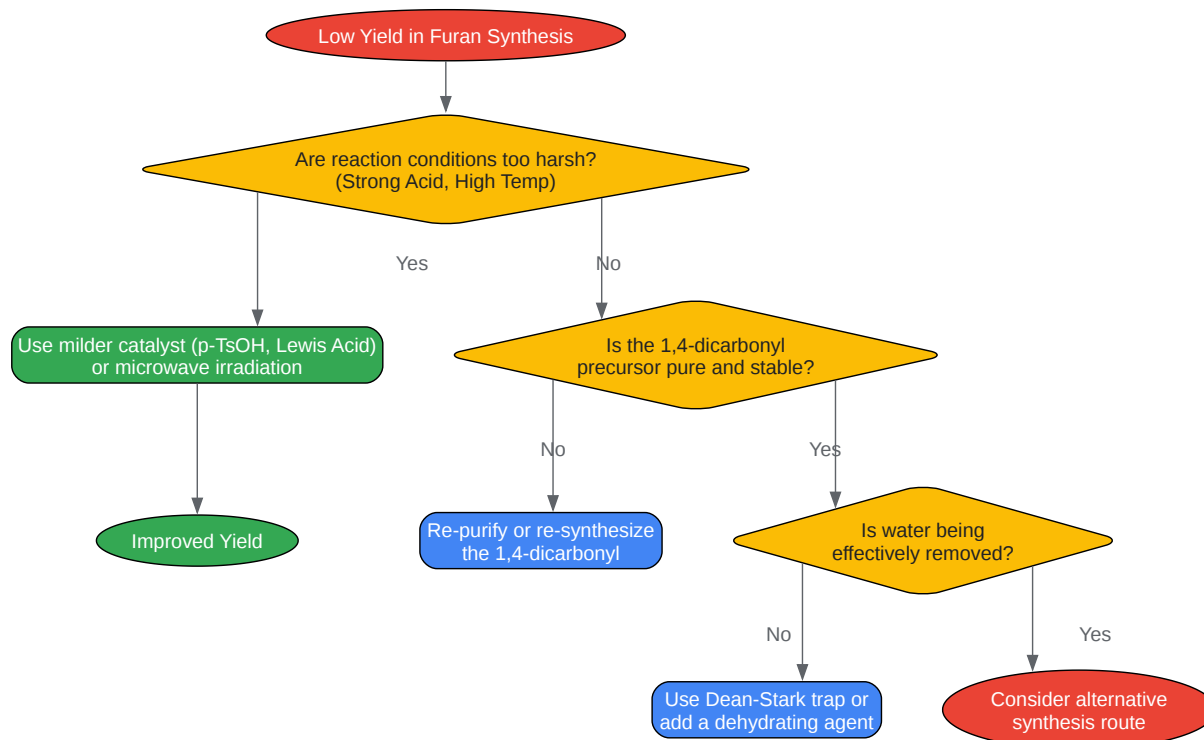 Low Yield in Furan Synthesis
Are reaction conditions too harsh?
(Strong Acid, High Temp)
Yes
No
Use milder catalyst (p-TsOH, Lewis Acid)
or microwave irradiation
Is the 1,4-dicarbonyl
precursor pure and stable?
No
Yes
Improved Yield
Re-purify or re-synthesize
the 1,4-dicarbonyl
Is water being
effectively removed?
No
Yes
Use Dean-Stark trap or
add a dehydrating agent
Consider alternative
synthesis route